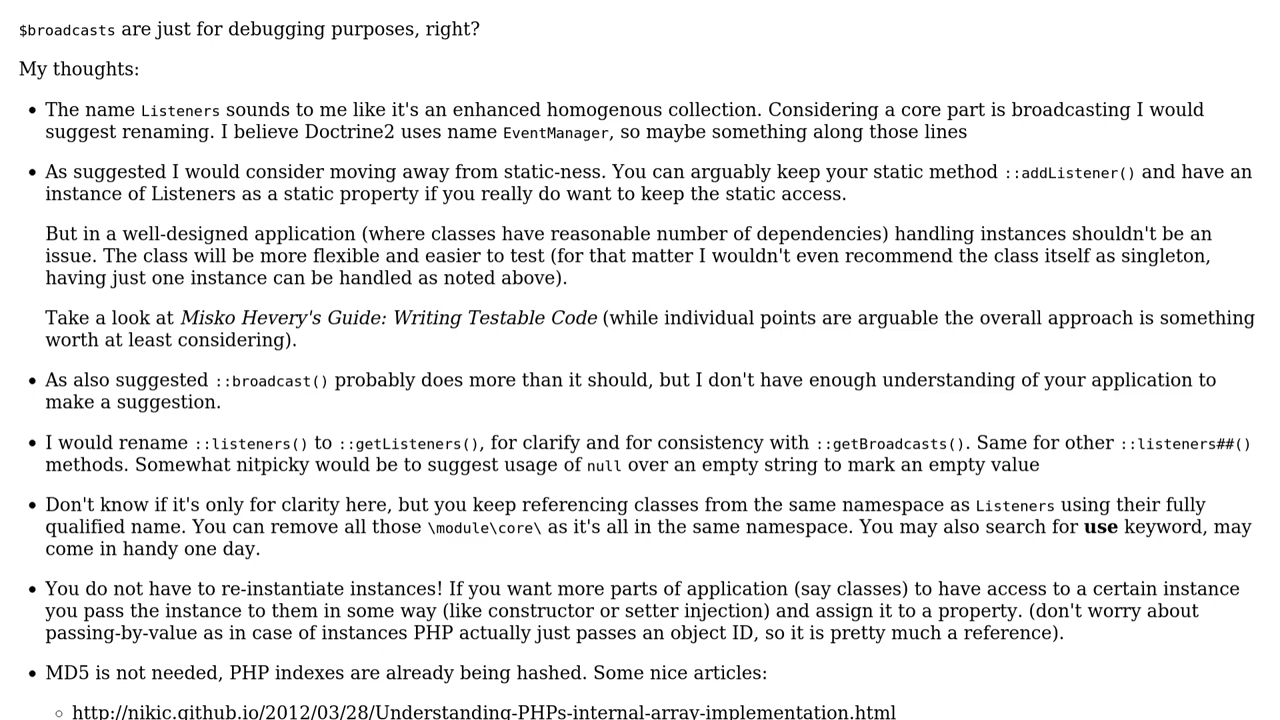 $broadcasts are just for debugging purposes, right?
My thoughts:
• The name Listeners sounds to me like it's an enhanced homogenous collection. Considering a core part is broadcasting I would
suggest renaming. I believe Doctrine2 uses name EventManager, so maybe something along those lines
• As suggested I would consider moving away from static-ness. You can arguably keep your static method ::addListener() and have an
instance of Listeners as a static property if you really do want to keep the static access.
But in a well-designed application (where classes have reasonable number of dependencies) handling instances shouldn't be an
issue. The class will be more flexible and easier to test (for that matter I wouldn't even recommend the class itself as singleton,
having just one instance can be handled as noted above).
Take a look at Misko Hevery's Guide: Writing Testable Code (while individual points are arguable the overall approach is something
worth at least considering).
• As also suggested ::broadcast() probably does more than it should, but I don't have enough understanding of your application to
make a suggestion.
• I would rename ::listeners() to ::getListeners(), for clarify and for consistency with ::getBroadcasts(). Same for other ::listeners##()
methods. Somewhat nitpicky would be to suggest usage of null over an empty string to mark an empty value
• Don't know if it's only for clarity here, but you keep referencing classes from the same namespace as Listeners using their fully
qualified name. You can remove all those \module\core\ as it's all in the same namespace. You may also search for use keyword, may
come in handy one day.
• You do not have to re-instantiate instances! If you want more parts of application (say classes) to have access to a certain instance
you pass the instance to them in some way (like constructor or setter injection) and assign it to a property. (don't worry about
passing-by-value as in case of instances PHP actually just passes an object ID, so it is pretty much a reference).
• MD5 is not needed, PHP indexes are already being hashed. Some nice articles:
◦ http://nikic.github.io/2012/03/28/Understanding-PHPs-internal-array-implementation.html